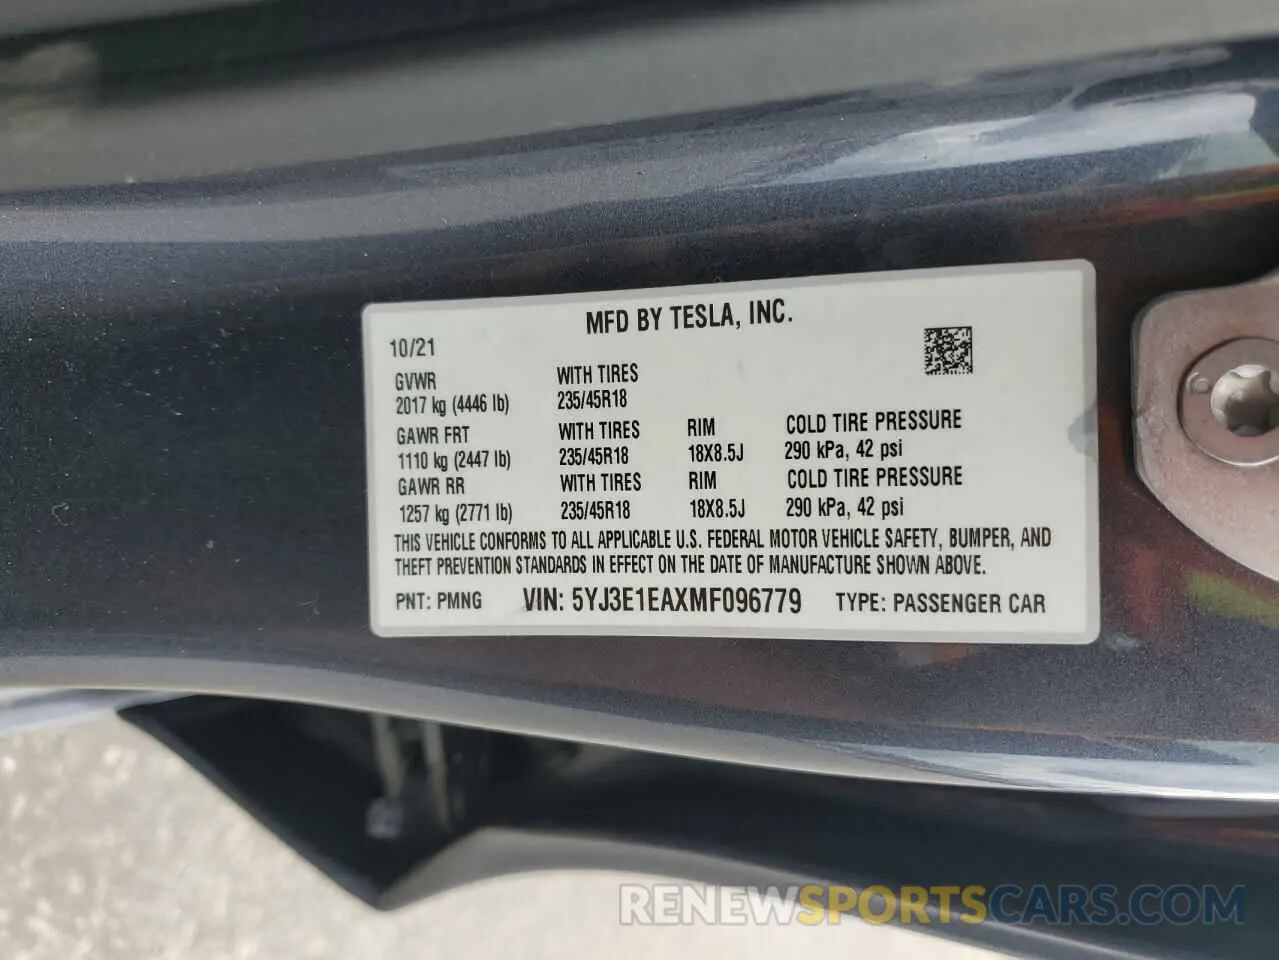 MFD BY TESLA, INC.
10/21
GVWR WITH TIRES
2017 kg (4446 lb) 235/45R18
GAWR FRT WITH TIRES RIM COLD TIRE PRESSURE
1110 kg (2447 lb) 235/45R18 18X8.5J 290 kPa, 42 psi
GAWR RR WITH TIRES RIM COLD TIRE PRESSURE
1257 kg (2771 lb) 235/45R18 18X8.5J 290 kPa, 42 psi
THIS VEHICLE CONFORMS TO ALL APPLICABLE U.S. FEDERAL MOTOR VEHICLE SAFETY, BUMPER, AND
THEFT PREVENTION STANDARDS IN EFFECT ON THE DATE OF MANUFACTURE SHOWN ABOVE.
PNT: PMNG VIN: 5YJ3E1EAXMF096779 TYPE: PASSENGER CAR
RENEWSPORTSCARS.COM